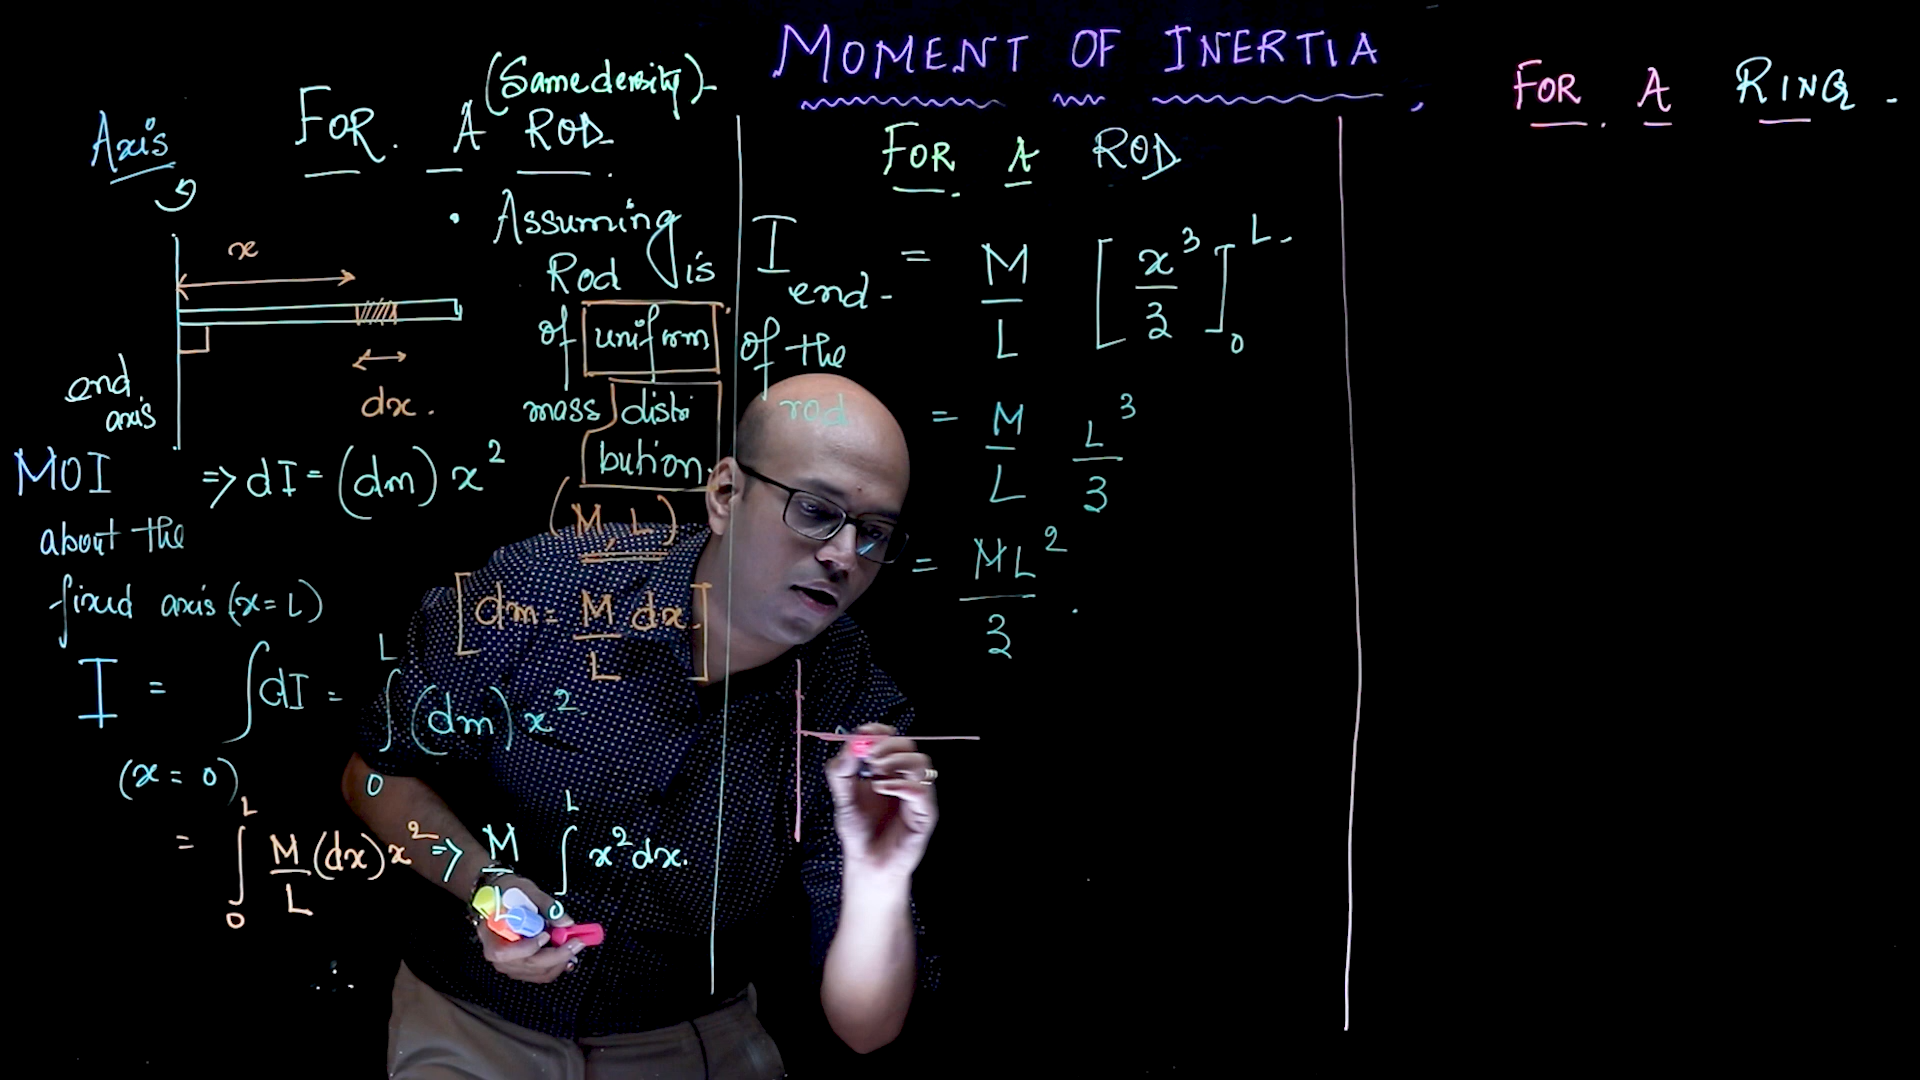 MOMENT OF INERTIA,
Axis
FOR. A ROD. (Same density)
x
dx.
end
axis
• Assuming
Rod is
of uniform
mass distri
bution.
(M, L)
[dm = M/L dx.]
MOI ⇒ dI = (dm) x²
about the
fixed axis (x = L)
I = ∫dI = ∫₀ᴸ (dm) x²
(x = 0)
= ∫₀ᴸ M/L (dx) x² ⇒ M/L ∫₀ᴸ x² dx.
∴
FOR. A ROD
I end. = M/L [x³/3]₀ᴸ
of the
rod = M/L L³/3
= ML²/3 .
FOR. A RING.